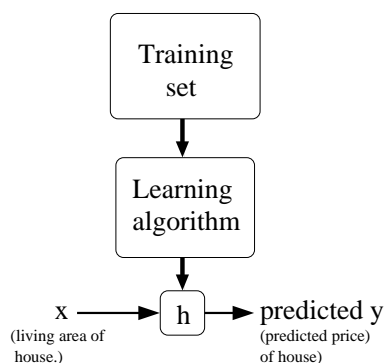 Training
set
Learning
algorithm
x
h
predicted y
(living area of
house.)
(predicted price)
of house)